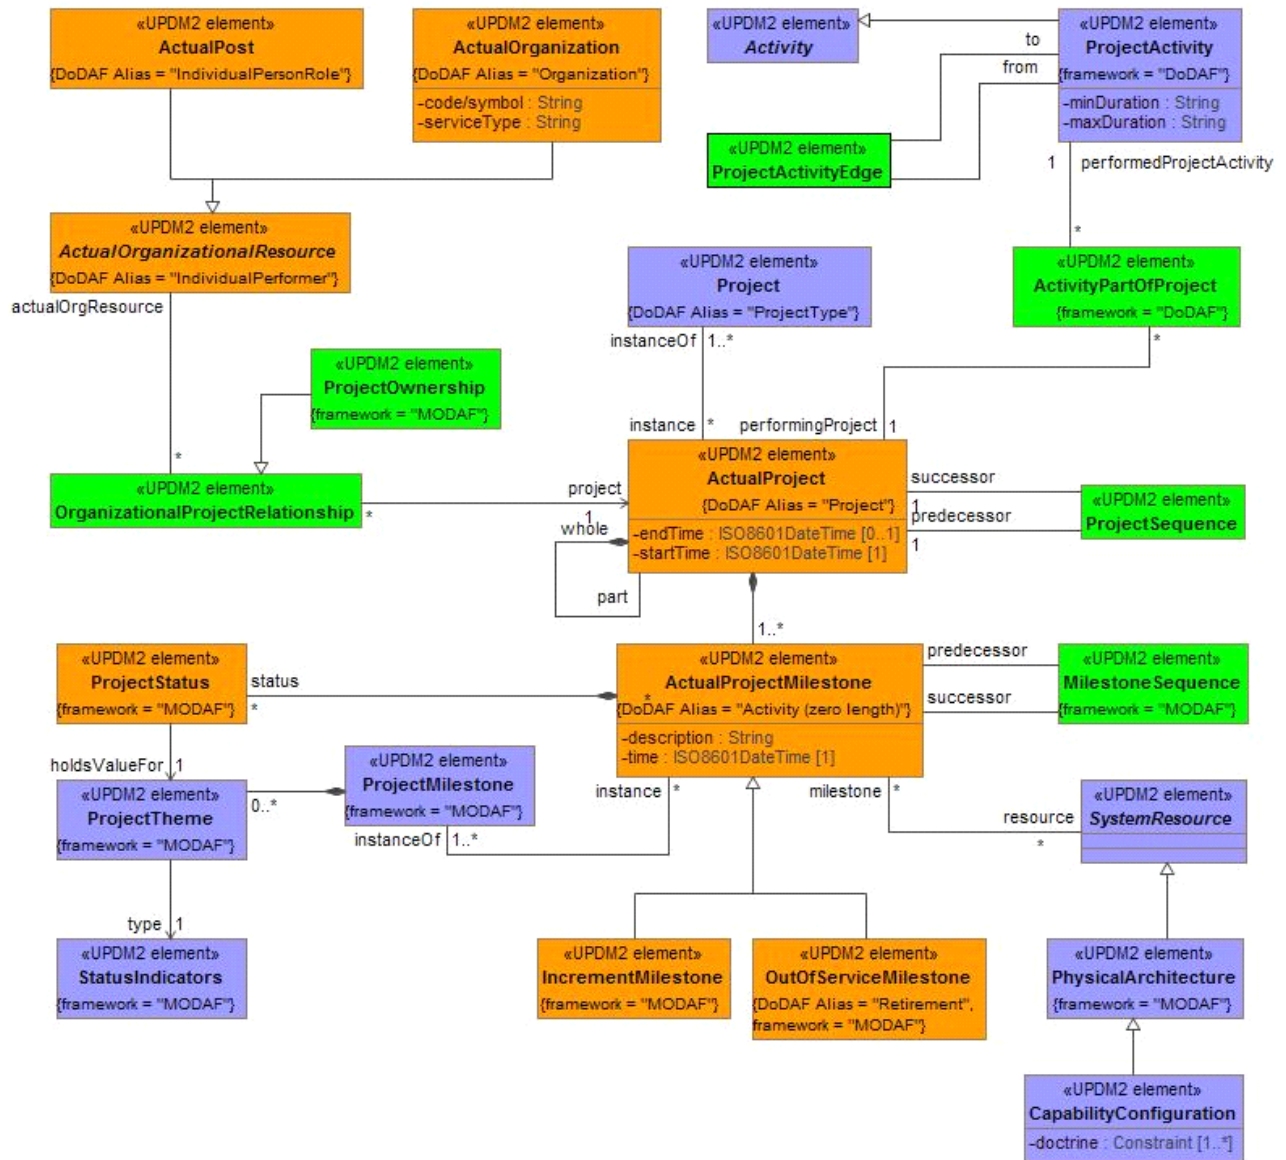 «UPDM2 element»
ActualPost
{DoDAF Alias = "IndividualPersonRole"}
«UPDM2 element»
ActualOrganization
{DoDAF Alias = "Organization"}
-code/symbol : String
-serviceType : String
«UPDM2 element»
Activity
to
from
«UPDM2 element»
ProjectActivity
{framework = "DoDAF"}
-minDuration : String
-maxDuration : String
«UPDM2 element»
ProjectActivityEdge
1
performedProjectActivity
*
«UPDM2 element»
ActualOrganizationalResource
{DoDAF Alias = "IndividualPerformer"}
actualOrgResource
*
«UPDM2 element»
Project
{DoDAF Alias = "ProjectType"}
instanceOf
1..*
«UPDM2 element»
ActivityPartOfProject
{framework = "DoDAF"}
*
«UPDM2 element»
ProjectOwnership
{framework = "MODAF"}
instance
*
performingProject
1
«UPDM2 element»
OrganizationalProjectRelationship
*
project
1
whole
part
«UPDM2 element»
ActualProject
{DoDAF Alias = "Project"}
-endTime : ISO8601DateTime [0..1]
-startTime : ISO8601DateTime [1]
successor
1
predecessor
1
«UPDM2 element»
ProjectSequence
1..*
«UPDM2 element»
ProjectStatus
{framework = "MODAF"}
status
*
*
«UPDM2 element»
ActualProjectMilestone
{DoDAF Alias = "Activity (zero length)"}
-description : String
-time : ISO8601DateTime [1]
predecessor
successor
«UPDM2 element»
MilestoneSequence
{framework = "MODAF"}
holdsValueFor
1
«UPDM2 element»
ProjectTheme
{framework = "MODAF"}
0..*
«UPDM2 element»
ProjectMilestone
{framework = "MODAF"}
instanceOf
1..*
instance
*
milestone
*
resource
*
«UPDM2 element»
SystemResource
type
1
«UPDM2 element»
StatusIndicators
{framework = "MODAF"}
«UPDM2 element»
IncrementMilestone
{framework = "MODAF"}
«UPDM2 element»
OutOfServiceMilestone
{DoDAF Alias = "Retirement",
framework = "MODAF"}
«UPDM2 element»
PhysicalArchitecture
{framework = "MODAF"}
«UPDM2 element»
CapabilityConfiguration
-doctrine : Constraint [1..*]